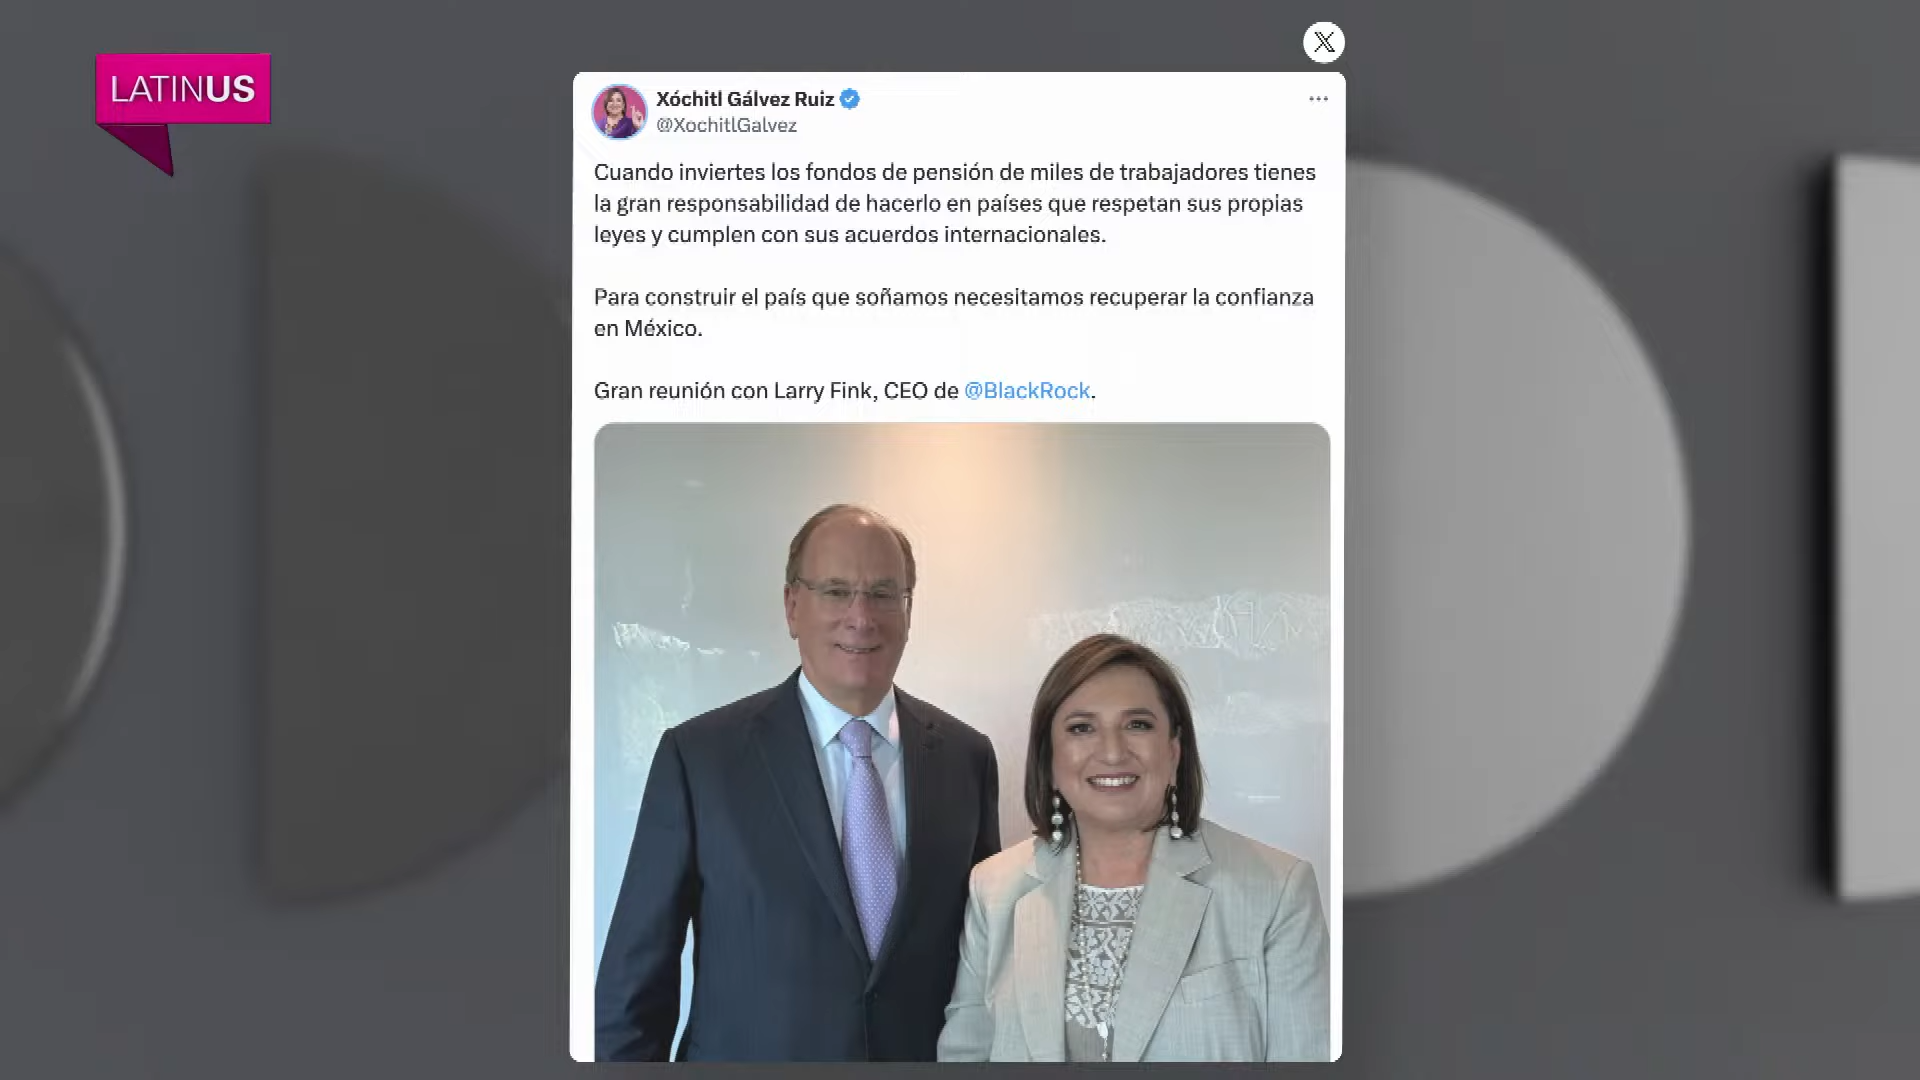 LATINUS
X
Xóchitl Gálvez Ruiz
@XochitlGalvez
Cuando inviertes los fondos de pensión de miles de trabajadores tienes
la gran responsabilidad de hacerlo en países que respetan sus propias
leyes y cumplen con sus acuerdos internacionales.
Para construir el país que soñamos necesitamos recuperar la confianza
en México.
Gran reunión con Larry Fink, CEO de @BlackRock.